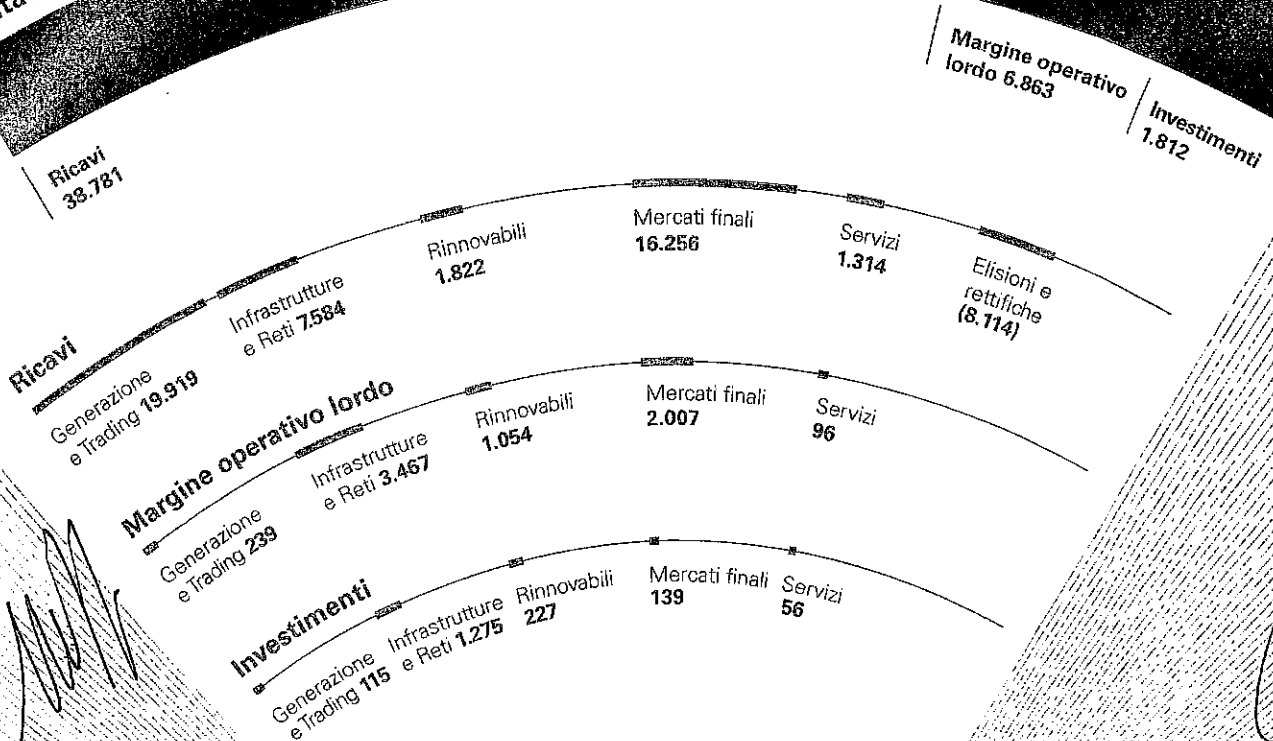 Margine operativo
lordo 6.863
Investimenti
1.812
Ricavi
38.781
Ricavi
Generazione
e Trading 19.919
Infrastrutture
e Reti 7.584
Rinnovabili
1.822
Mercati finali
16.256
Servizi
1.314
Elisioni e
rettifiche
(8.114)
Margine operativo lordo
Generazione
e Trading 239
Infrastrutture
e Reti 3.467
Rinnovabili
1.054
Mercati finali
2.007
Servizi
96
Investimenti
Generazione
e Trading 115
Infrastrutture
e Reti 1.275
Rinnovabili
227
Mercati finali
139
Servizi
56